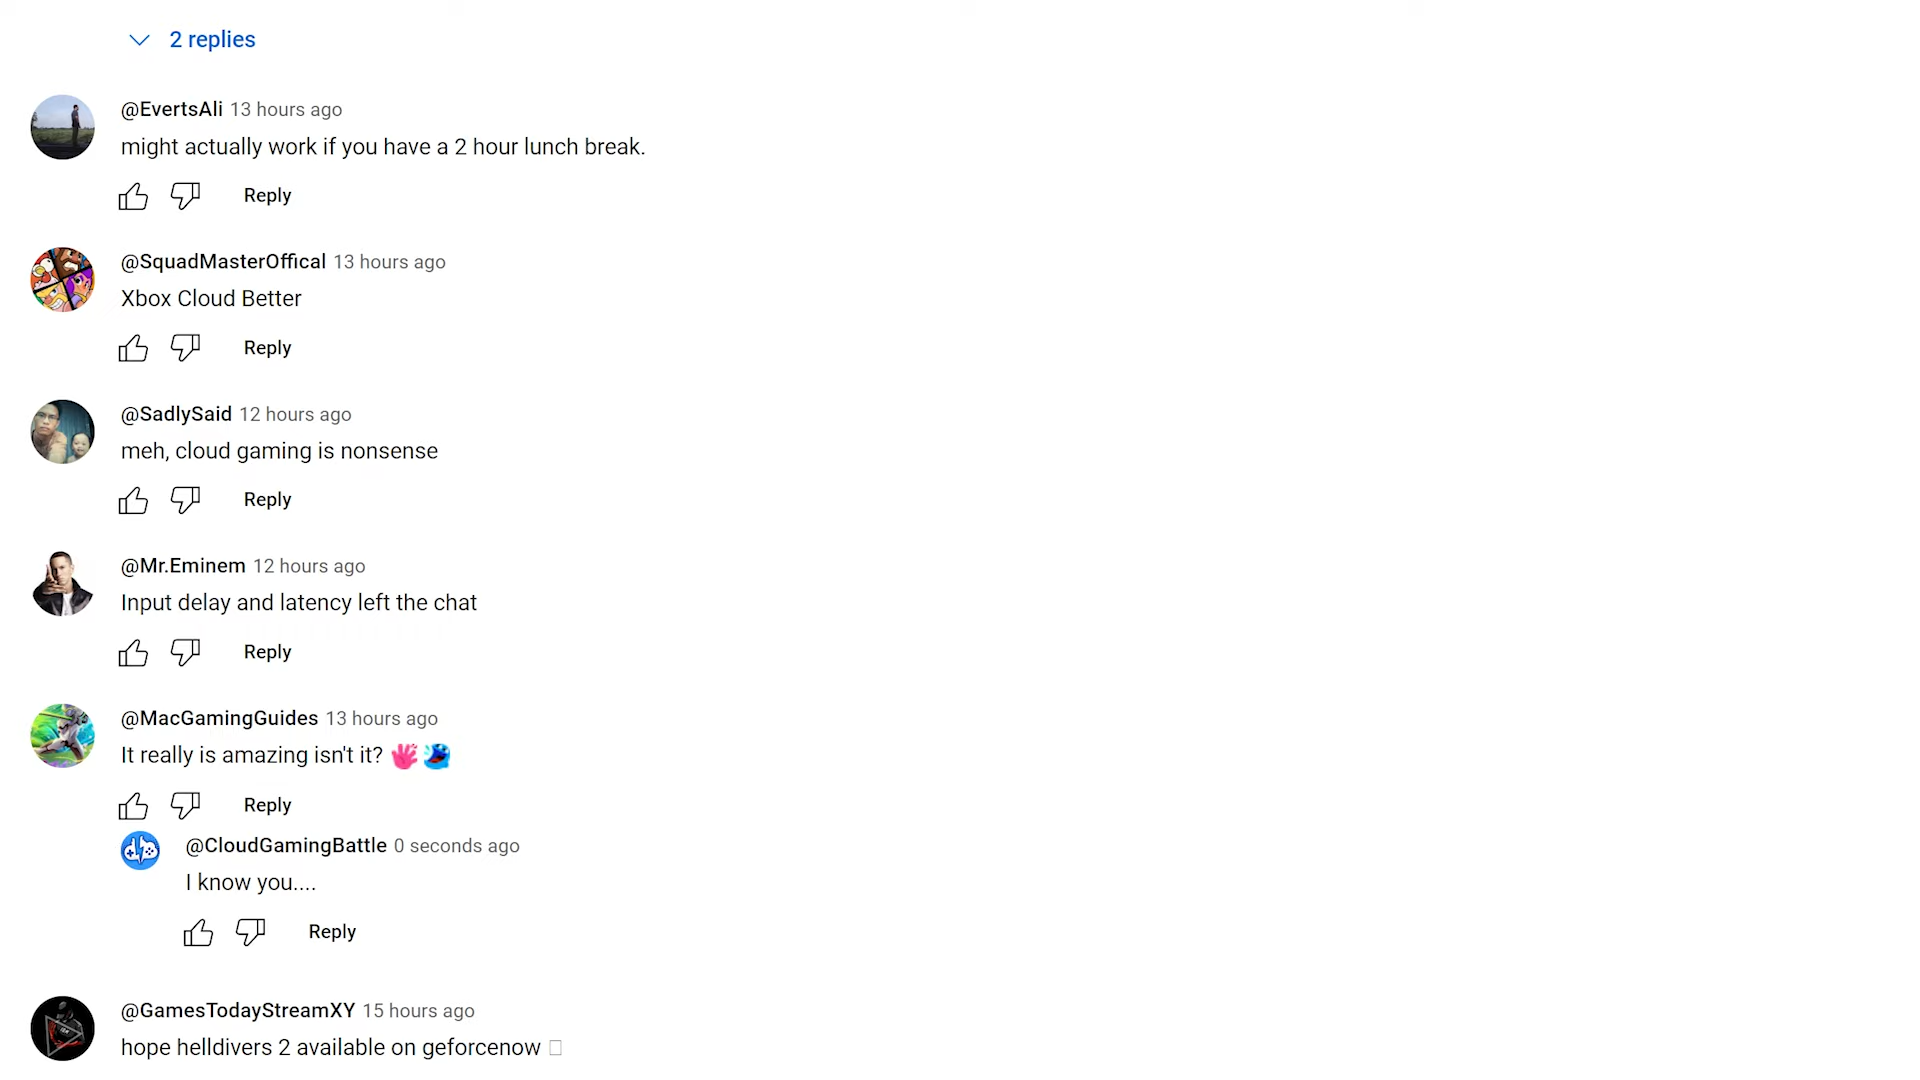 2 replies
@EvertsAli 13 hours ago
might actually work if you have a 2 hour lunch break.
Reply
@SquadMasterOffical 13 hours ago
Xbox Cloud Better
Reply
@SadlySaid 12 hours ago
meh, cloud gaming is nonsense
Reply
@Mr.Eminem 12 hours ago
Input delay and latency left the chat
Reply
@MacGamingGuides 13 hours ago
It really is amazing isn't it?
Reply
@CloudGamingBattle 0 seconds ago
I know you....
Reply
@GamesTodayStreamXY 15 hours ago
hope helldivers 2 available on geforcenow